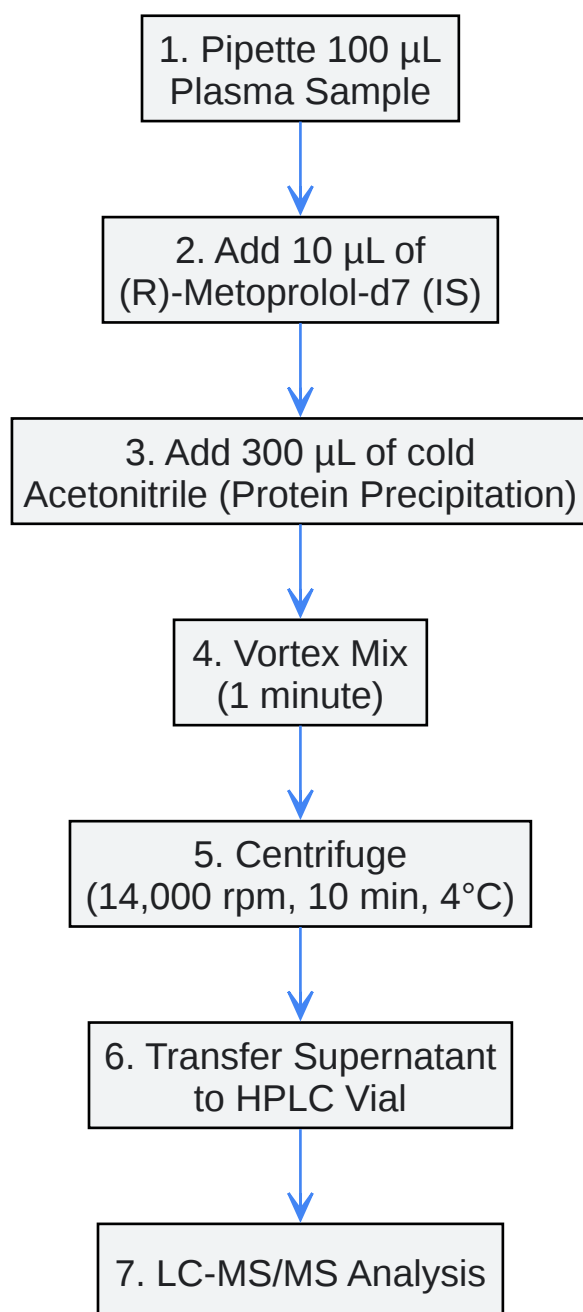 1. Pipette 100 µL
Plasma Sample
2. Add 10 µL of
(R)-Metoprolol-d7 (IS)
3. Add 300 µL of cold
Acetonitrile (Protein Precipitation)
4. Vortex Mix
(1 minute)
5. Centrifuge
(14,000 rpm, 10 min, 4°C)
6. Transfer Supernatant
to HPLC Vial
7. LC-MS/MS Analysis